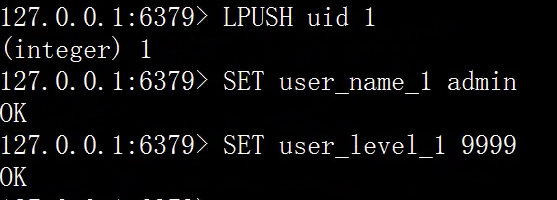 127.0.0.1:6379> LPUSH uid 1
(integer) 1
127.0.0.1:6379> SET user_name_1 admin
OK
127.0.0.1:6379> SET user_level_1 9999
OK